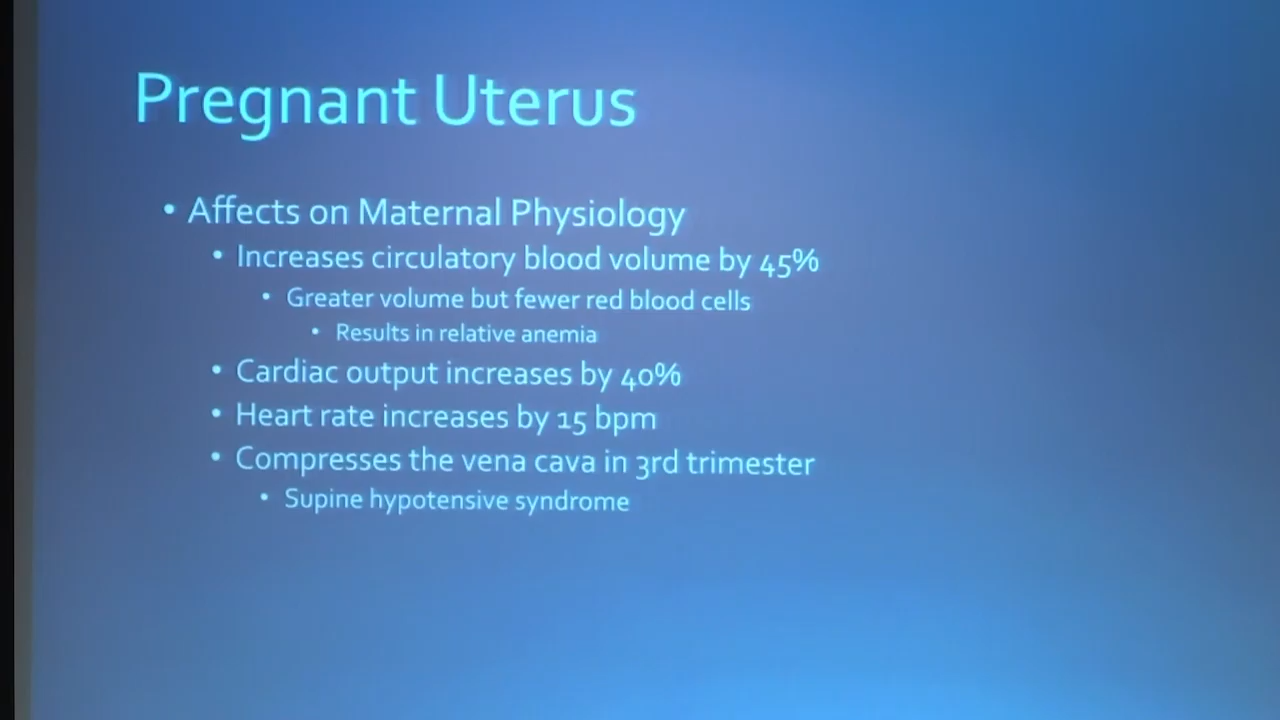 Pregnant Uterus
• Affects on Maternal Physiology
• Increases circulatory blood volume by 45%
• Greater volume but fewer red blood cells
• Results in relative anemia
• Cardiac output increases by 40%
• Heart rate increases by 15 bpm
• Compresses the vena cava in 3rd trimester
• Supine hypotensive syndrome